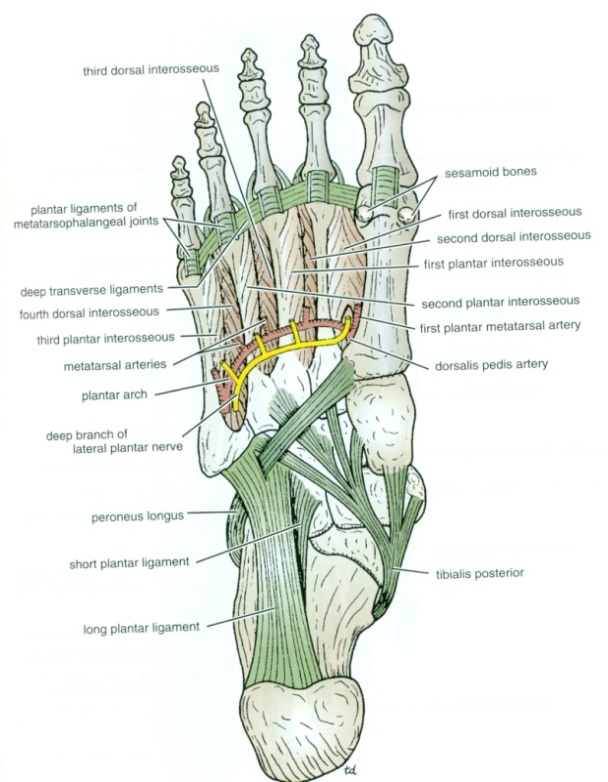 third dorsal interosseous
sesamoid bones
plantar ligaments of
metatarsophalangeal joints
first dorsal interosseous
second dorsal interosseous
first plantar interosseous
deep transverse ligaments
fourth dorsal interosseous
second plantar interosseous
third plantar interosseous
first plantar metatarsal artery
metatarsal arteries
dorsalis pedis artery
plantar arch
deep branch of
lateral plantar nerve
peroneus longus
short plantar ligament
tibialis posterior
long plantar ligament
td